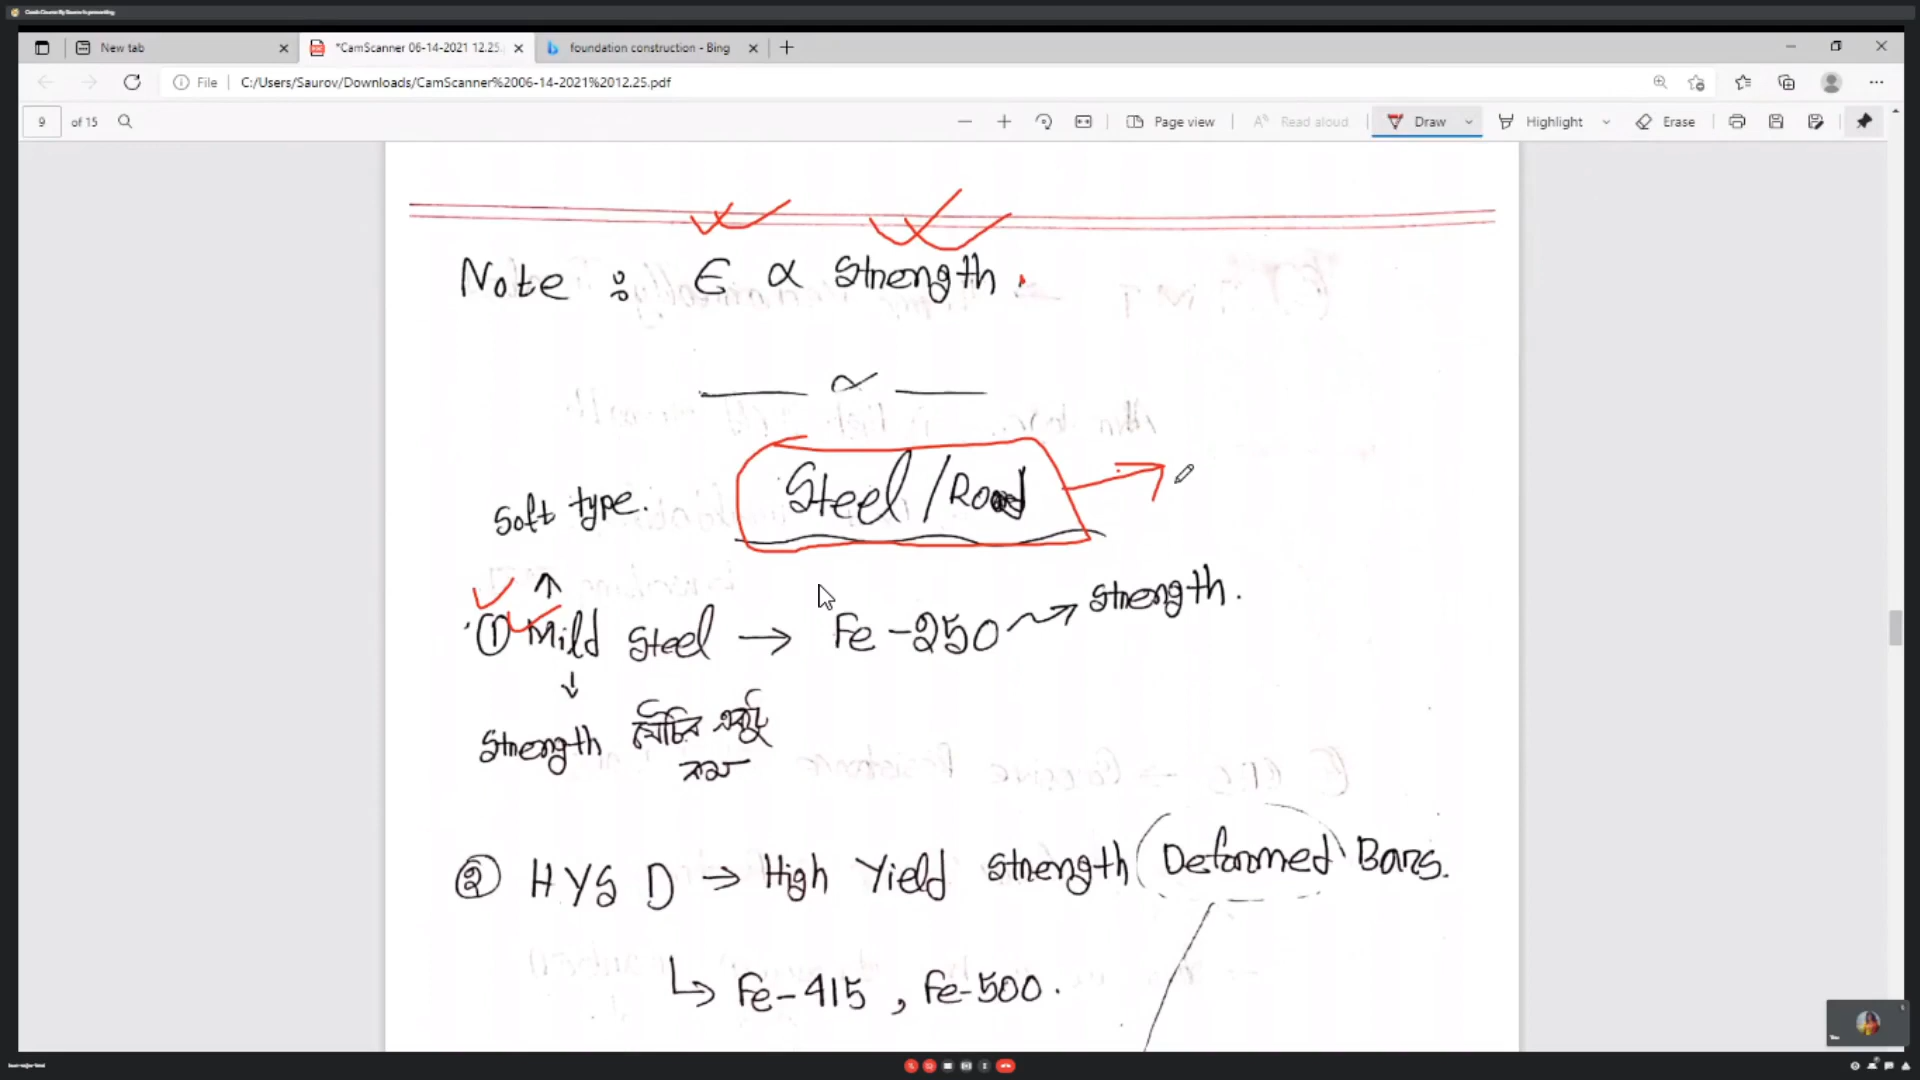 New tab
*CamScanner 06-14-2021 12.25.
foundation construction - Bing
File
C:/Users/Saurov/Downloads/CamScanner%2006-14-2021%2012.25.pdf
9 of 15
Page view
Read aloud
Draw
Highlight
Erase
Note : E ∝ Strength.
∝
Steel / Rod
Soft type.
① Mild Steel → Fe-250
Strength.
Strength
একটু
কম
② HYSD → High Yield Strength Deformed Bars.
Fe-415, Fe-500.